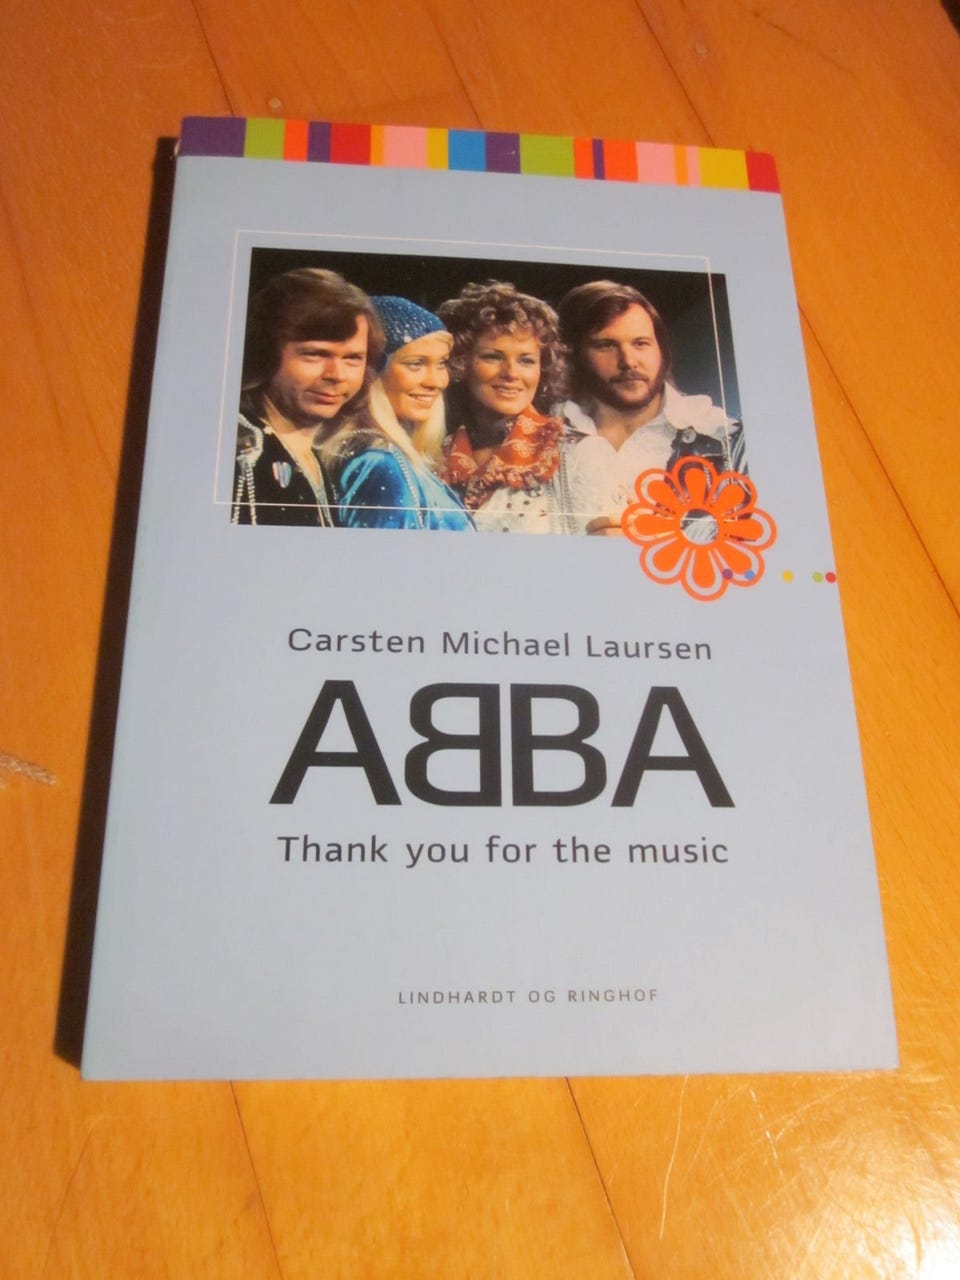 Carsten Michael Laursen
ABBA
Thank you for the music
LINDHARDT OG RINGHOF